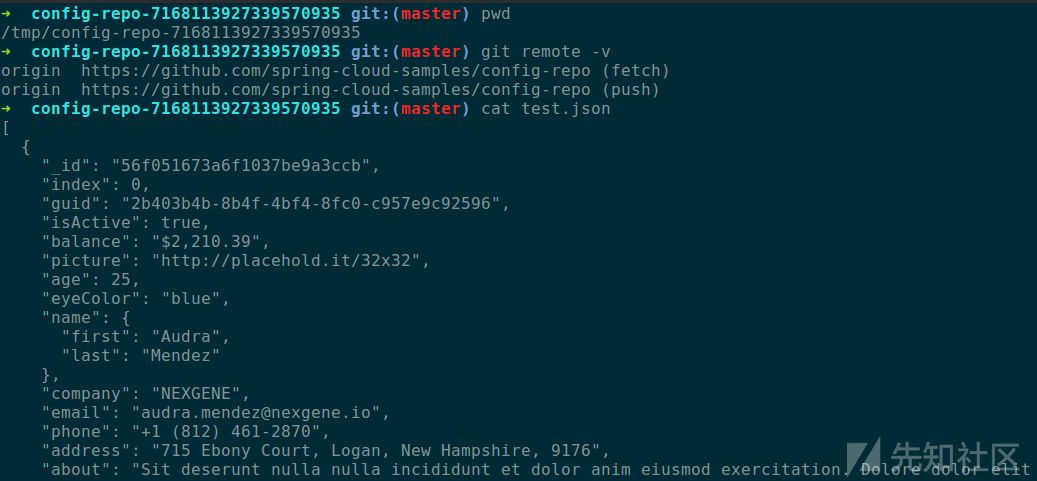 ➜  config-repo-7168113927339570935 git:(master) pwd
/tmp/config-repo-7168113927339570935
➜  config-repo-7168113927339570935 git:(master) git remote -v
origin  https://github.com/spring-cloud-samples/config-repo (fetch)
origin  https://github.com/spring-cloud-samples/config-repo (push)
➜  config-repo-7168113927339570935 git:(master) cat test.json
[
  {
    "_id": "56f051673a6f1037be9a3ccb",
    "index": 0,
    "guid": "2b403b4b-8b4f-4bf4-8fc0-c957e9c92596",
    "isActive": true,
    "balance": "$2,210.39",
    "picture": "http://placehold.it/32x32",
    "age": 25,
    "eyeColor": "blue",
    "name": {
      "first": "Audra",
      "last": "Mendez"
    },
    "company": "NEXGENE",
    "email": "audra.mendez@nexgene.io",
    "phone": "+1 (812) 461-2870",
    "address": "715 Ebony Court, Logan, New Hampshire, 9176",
    "about": "Sit deserunt nulla nulla incididunt et dolor anim eiusmod exercitation. Dolore dolor elit
先知社区